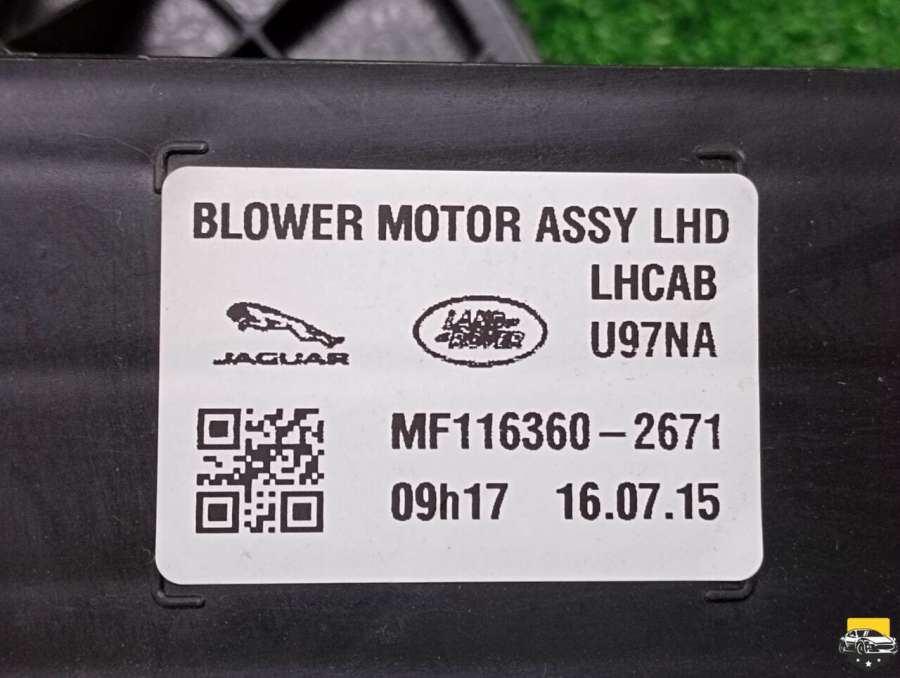 BLOWER MOTOR ASSY LHD
LHCAB
JAGUAR
LAND ROVER
U97NA
MF116360-2671
09h17 16.07.15